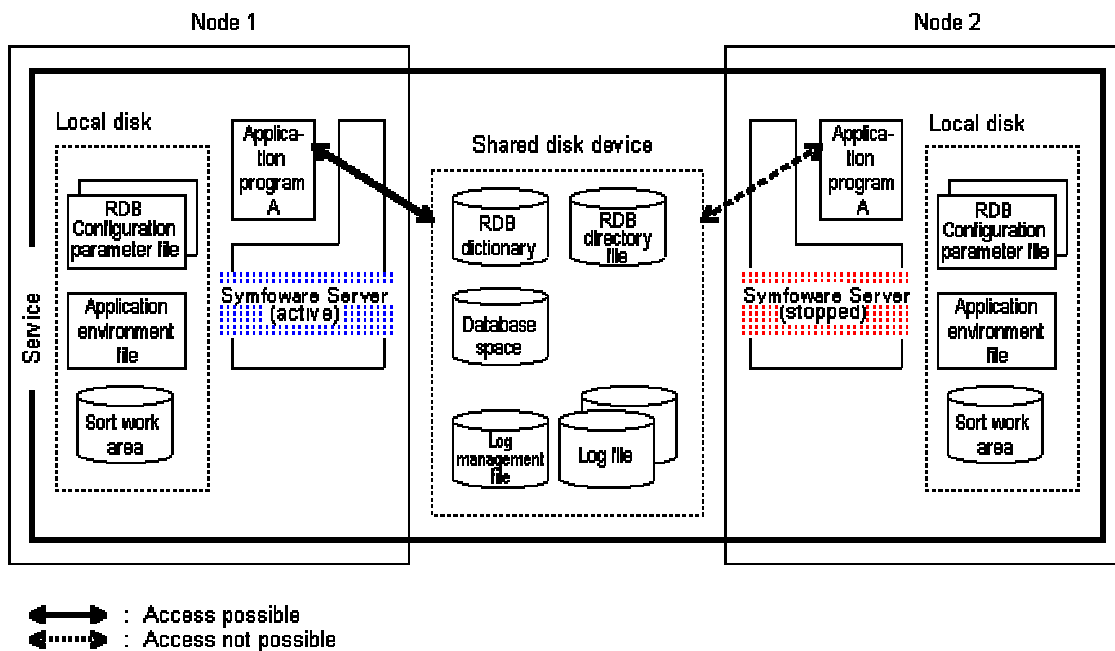 Node 1
Node 2
Service
Local disk
RDB
Configuration
parameter file
Application
environment
file
Sort work
area
Applica-
tion
program
A
Symfoware Server
(active)
Shared disk device
RDB
dictionary
RDB
directory
file
Database
space
Log
management
file
Log file
Symfoware Server
(stopped)
Applica-
tion
program
A
Local disk
RDB
Configuration
parameter file
Application
environment
file
Sort work
area
: Access possible
: Access not possible